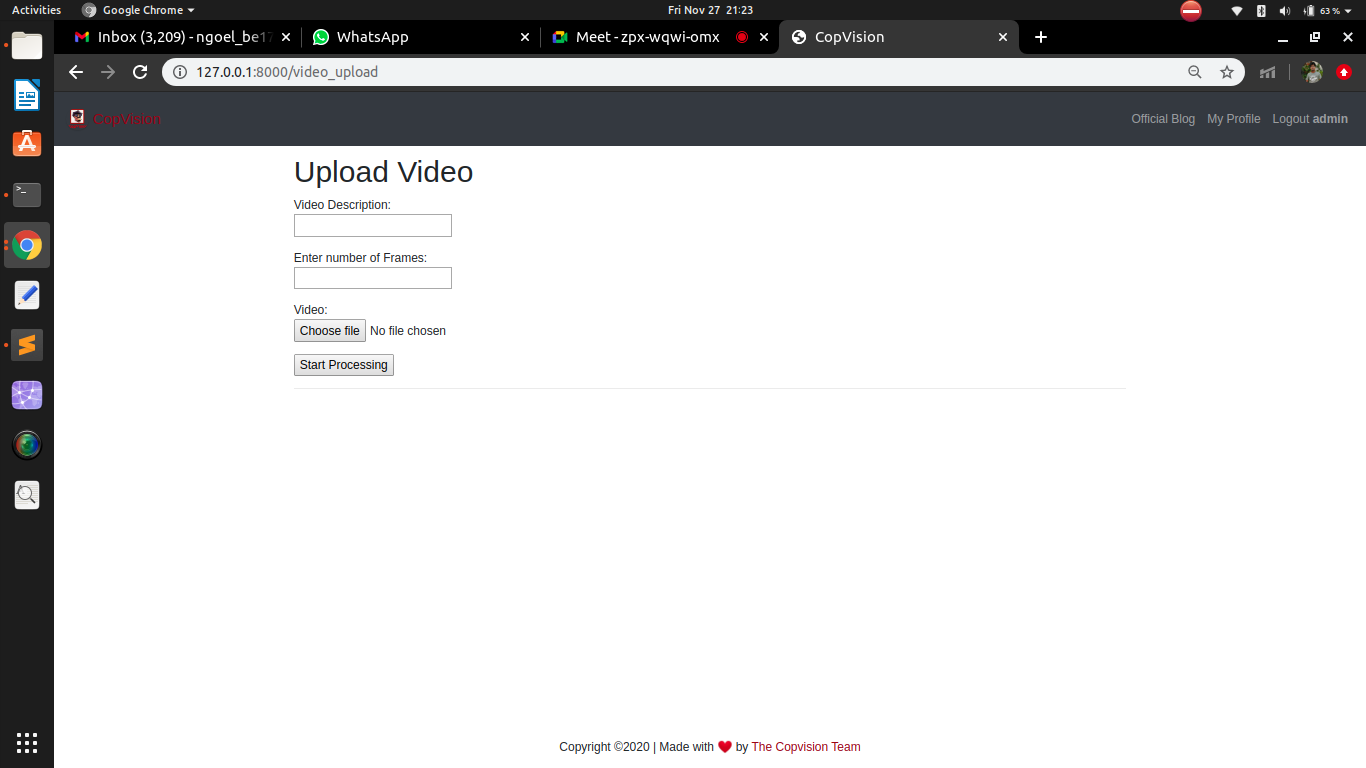 Activities Google Chrome Fri Nov 27 21:23 63 %
Inbox (3,209) - ngoel_be17 WhatsApp Meet - zpx-wqwi-omx CopVision
127.0.0.1:8000/video_upload
CopVision Official Blog My Profile Logout admin
Upload Video
Video Description:
Enter number of Frames:
Video:
Choose file No file chosen
Start Processing
Copyright ©2020 | Made with ❤ by The Copvision Team